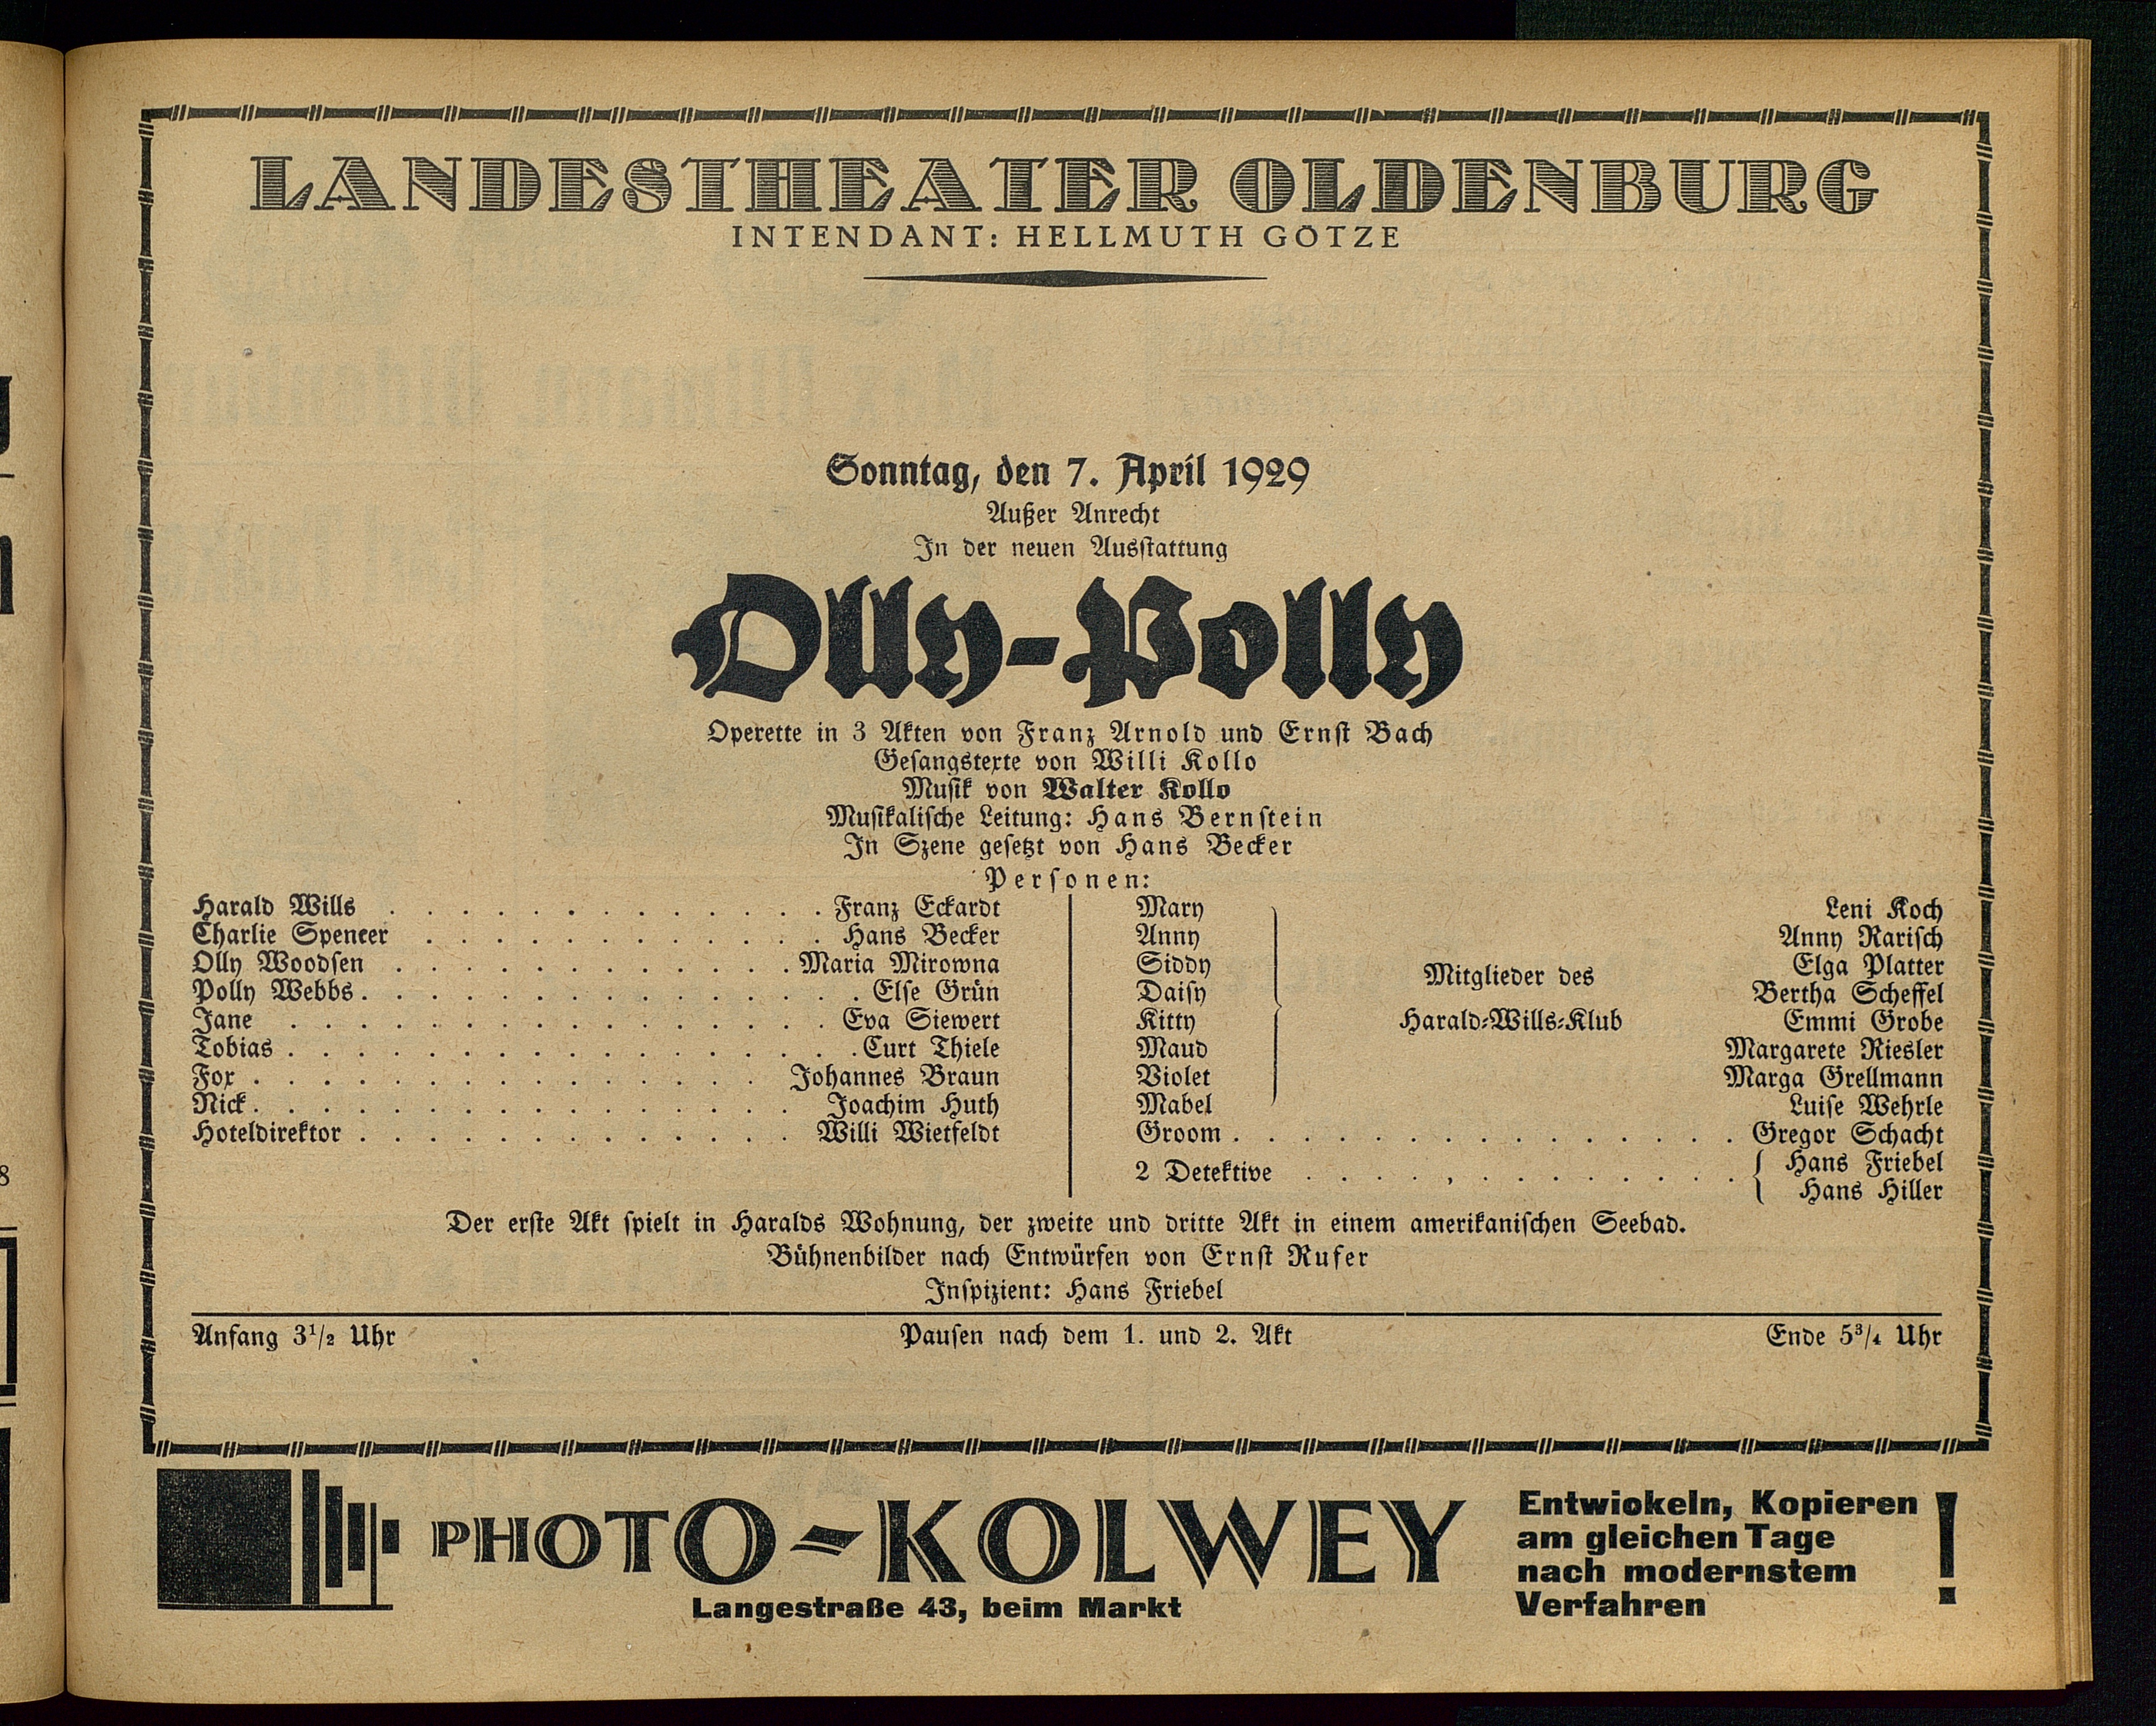 LANDESTHEATER OLDENBURG
INTENDANT: HELLMUTH GÖTZE
Sonntag, den 7. April 1929
Außer Anrecht
In der neuen Ausstattung
Olly-Polly
Operette in 3 Akten von Franz Arnold und Ernst Bach
Gesangstexte von Willi Kollo
Musik von Walter Kollo
Musikalische Leitung: Hans Bernstein
In Szene gesetzt von Hans Becker
Personen:
Harald Wills . . . . . . . . . . . . . Franz Eckardt
Charlie Spencer . . . . . . . . . . . . Hans Becker
Olly Woodsen . . . . . . . . . . . . Maria Mirowna
Polly Webbs . . . . . . . . . . . . . . . Else Grün
Jane . . . . . . . . . . . . . . . . Eva Siewert
Tobias . . . . . . . . . . . . . . . . . Curt Thiele
Fox . . . . . . . . . . . . . . . Johannes Braun
Nick . . . . . . . . . . . . . . . . Joachim Huth
Hoteldirektor . . . . . . . . . . . . . Willi Wietfeldt
Mary Leni Koch
Anny Anny Rarisch
Siddy Elga Platter
Mitglieder des
Daisy Bertha Scheffel
Kitty Harald-Wills-Klub Emmi Grobe
Maud Margarete Riesler
Violet Marga Grellmann
Mabel Luise Wehrle
Groom . . . . . . . . . . . . . . . Gregor Schacht
2 Detektive . . . . . . . . . . . . . { Hans Friebel
Hans Hiller
Der erste Akt spielt in Haralds Wohnung, der zweite und dritte Akt in einem amerikanischen Seebad.
Bühnenbilder nach Entwürfen von Ernst Rufer
Inspizient: Hans Friebel
Anfang 3½ Uhr Pausen nach dem 1. und 2. Akt Ende 5¾ Uhr
PHOTO-KOLWEY
Langestraße 43, beim Markt
Entwickeln, Kopieren
am gleichen Tage
nach modernstem
Verfahren !